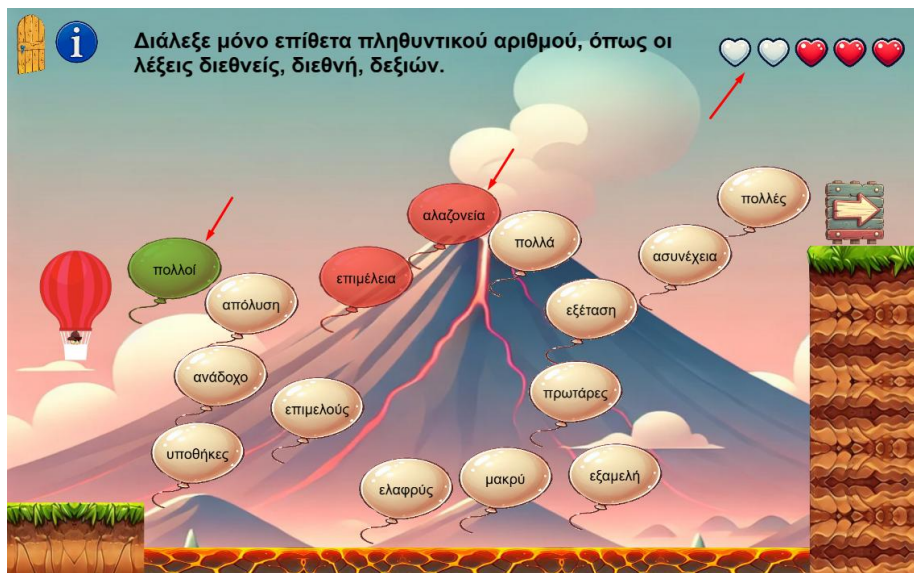 Διάλεξε μόνο επίθετα πληθυντικού αριθμού, όπως οι
λέξεις διεθνείς, διεθνή, δεξιών.
πολλές
αλαζονεία
πολλά
ασυνέχεια
πολλοί
επιμέλεια
απόλυση
εξέταση
ανάδοχο
πρωτάρες
επιμελούς
υποθήκες
ελαφρύς
μακρύ
εξαμελή